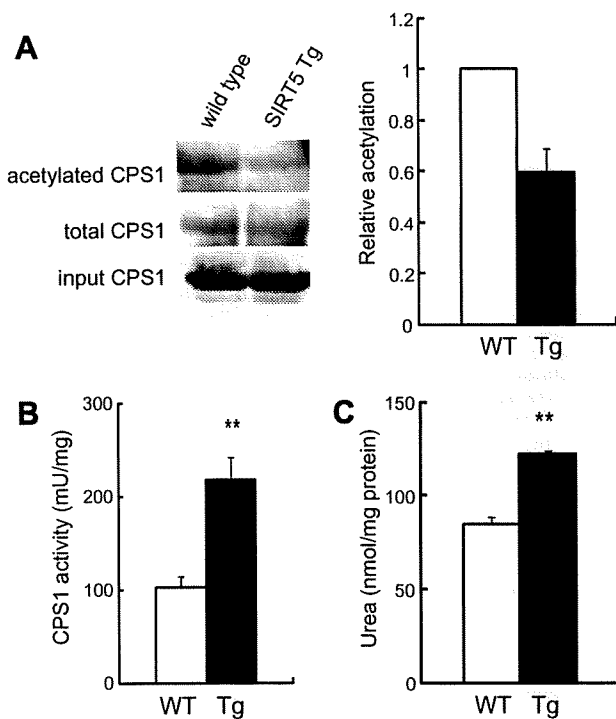 A
wild type
SIRT5 Tg
acetylated CPS1
total CPS1
input CPS1
Relative acetylation
1.2
1
0.8
0.6
0.4
0.2
0
WT Tg
B
CPS1 activity (mU/mg)
300
200
100
0
**
WT Tg
C
Urea (nmol/mg protein)
150
100
50
0
**
WT Tg